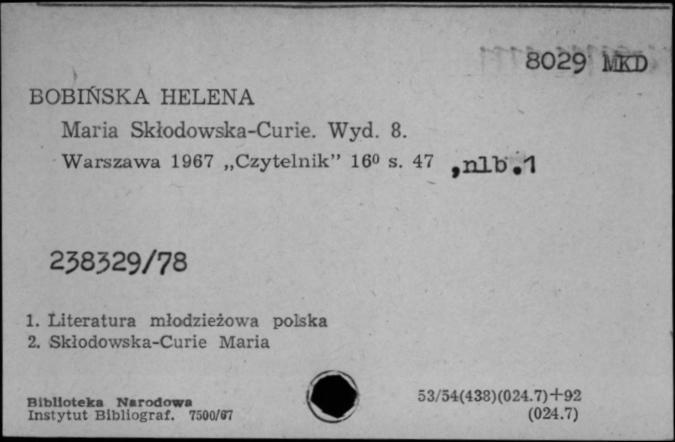 8029 MKD
BOBIŃSKA HELENA
Maria Skłodowska-Curie. Wyd. 8.
Warszawa 1967 „Czytelnik” 16⁰ s. 47 ,nlb.1
238329/78
1. Literatura młodzieżowa polska
2. Skłodowska-Curie Maria
Biblioteka Narodowa
Instytut Bibliograf. 7500/67
53/54(438)(024.7)+92
(024.7)